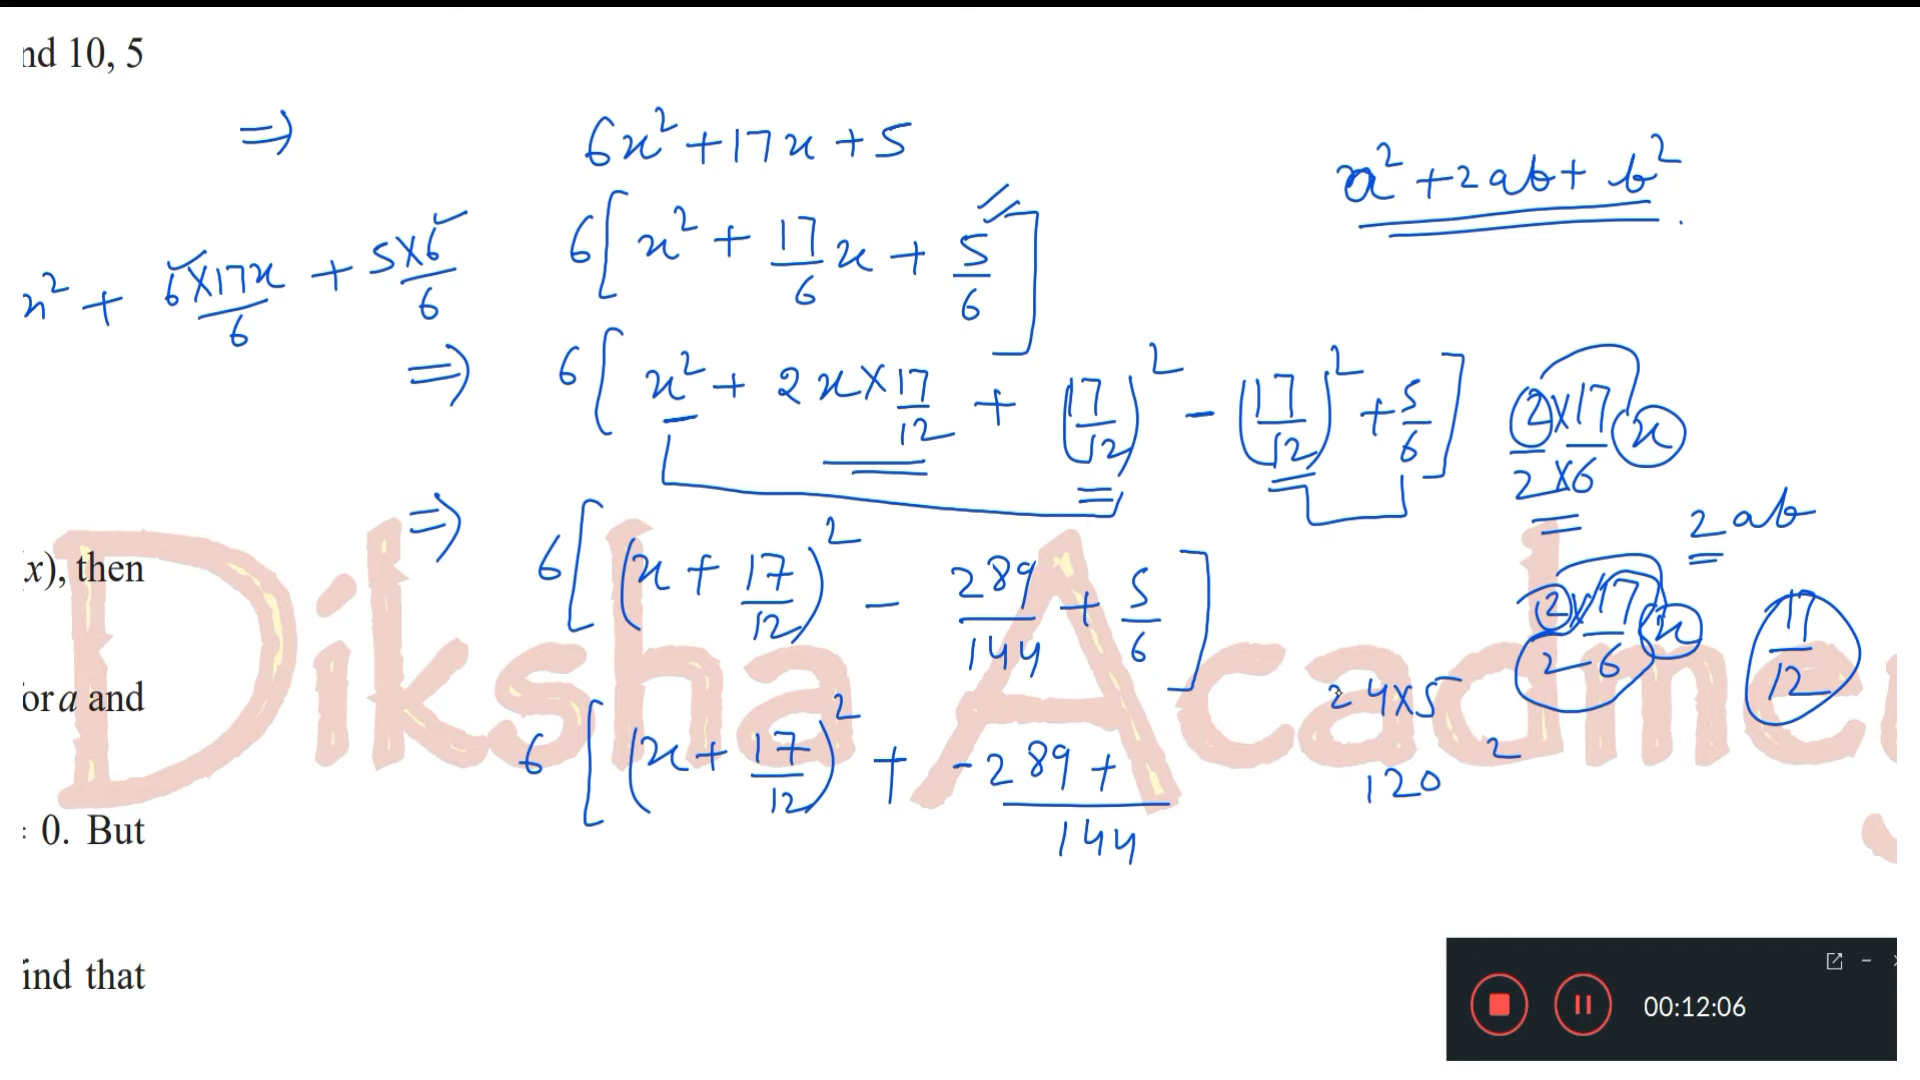 nd 10, 5
⇒ 6x² + 17x + 5
a² + 2ab + b²
6[x² + 17/6 x + 5/6]
x² + 6×17x/6 + 5×6/6
⇒ 6[x² + 2x × 17/12 + (17/12)² - (17/12)² + 5/6]
2×17/2×6 x
⇒ 6[(x + 17/12)² - 289/144 + 5/6]
2ab
2×17/2-6 x
17/12
x), then
or a and
24×5
6[(x + 17/12)² + -289 +/144
120
2
= 0. But
ind that
Diksha Acadme
00:12:06